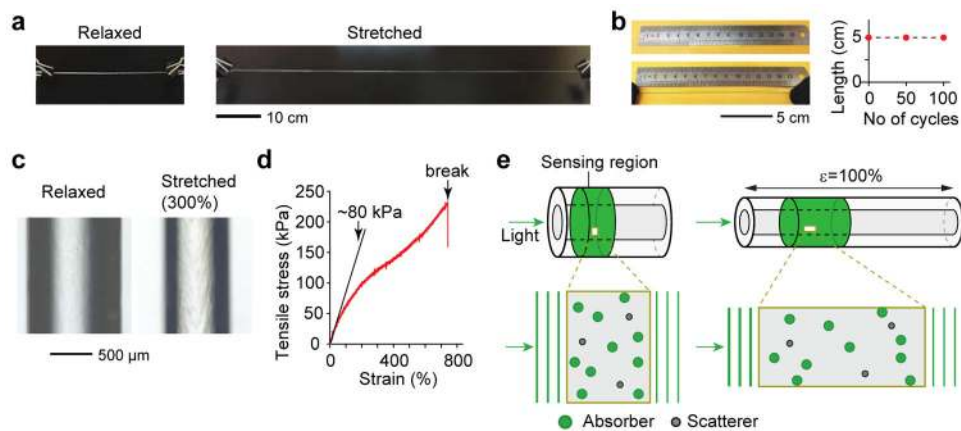 a
Relaxed
Stretched
10 cm
b
5 cm
Length (cm)
5
0
0 50 100
No of cycles
c
Relaxed
Stretched
(300%)
500 µm
d
Tensile stress (kPa)
250
200
150
100
50
0
0 400 800
Strain (%)
~80 kPa
break
e
Sensing region
Light
ε=100%
Absorber
Scatterer